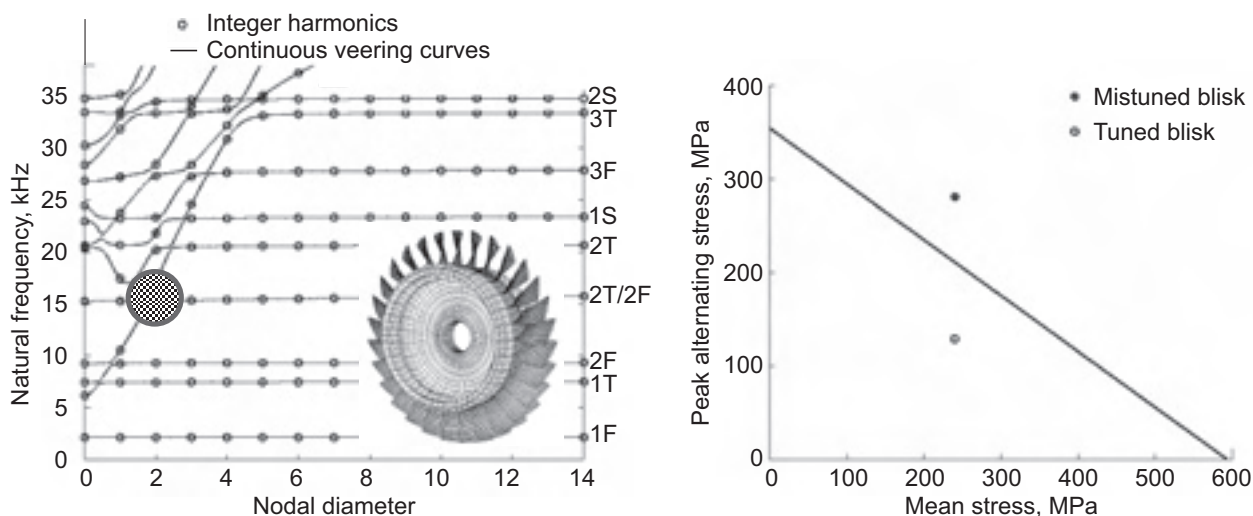 Integer harmonics
Continuous veering curves
35
30
25
20
15
10
5
0
Natural frequency, kHz
2S
3T
3F
1S
2T
2T/2F
2F
1T
1F
0 2 4 6 8 10 12 14
Nodal diameter
400
300
200
100
0
Peak alternating stress, MPa
Mistuned blisk
Tuned blisk
0 100 200 300 400 500 600
Mean stress, MPa